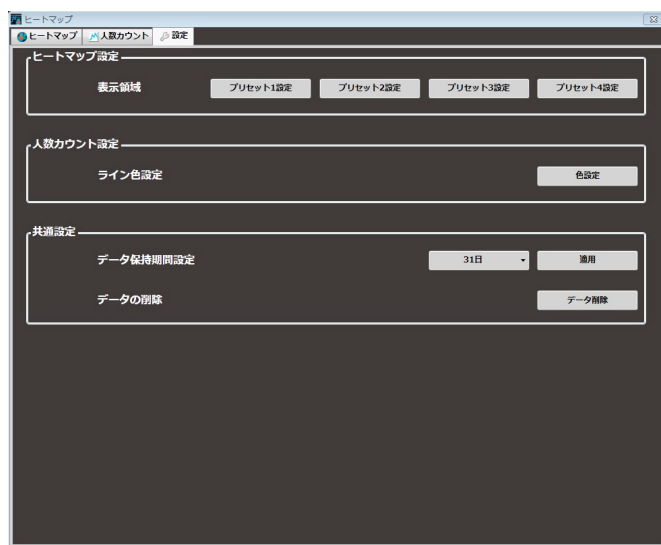 ヒートマップ
ヒートマップ 人数カウント 設定
ヒートマップ設定
表示領域 プリセット1設定 プリセット2設定 プリセット3設定 プリセット4設定
人数カウント設定
ライン色設定 色設定
共通設定
データ保持期間設定 31日 適用
データの削除 データ削除